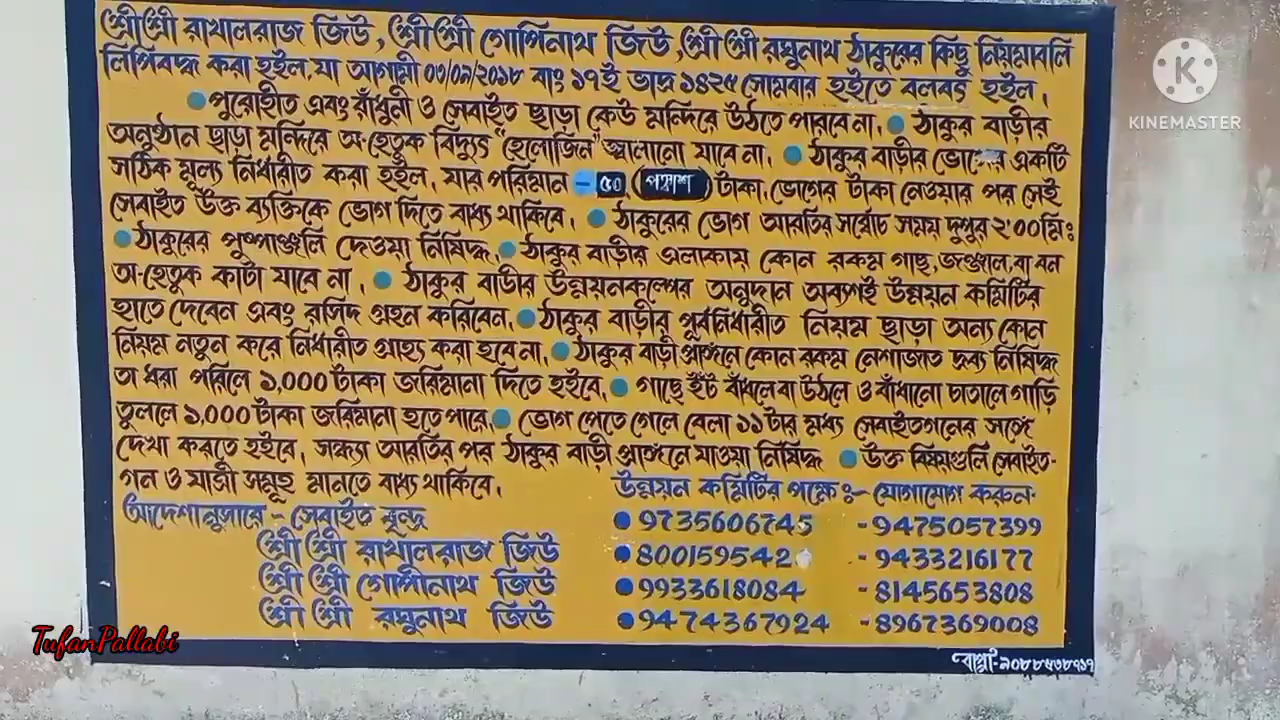 শ্রীশ্রী রাখালরাজ জিউ, শ্রী শ্রী গোপিনাথ জিউ, শ্রী শ্রী রঘুনাথ ঠাকুরের কিছু নিয়মাবলি
লিপিবদ্ধ করা হইল, যা আগামী ০৩/০৯/২০১৮ বাং ১৭ই ভাদ্র ১৪২৫ সোমবার হইতে বলবৎ হইল।
● পুরোহীত এবং রাঁধুনী ও সেবাইত ছাড়া কেউ মন্দিরে উঠতে পারবে না. ● ঠাকুর বাড়ীর
অনুষ্ঠান ছাড়া মন্দিরে অ-হেতুক বিদ্যুৎ "হেলোজিন" জ্বালানো যাবে না. ● ঠাকুর বাড়ীর ভোগের একটি
সঠিক মূল্য নির্ধারীত করা হইল. যার পরিমান - ৫০ (পঞ্চাশ) টাকা. ভোগের টাকা নেওয়ার পর সেই
সেবাইত উক্ত ব্যক্তিকে ভোগ দিতে বাধ্য থাকিবে. ● ঠাকুরের ভোগ আরতির সর্ব্বোচ সময় দুপুর ২:০০মিঃ
● ঠাকুরের পুষ্পাঞ্জলি দেওয়া নিষিদ্ধ. ● ঠাকুর বাড়ীর এলাকায় কোন রকম গাছ, জঞ্জাল, বা বন
অ-হেতুক কাটা যাবে না. ● ঠাকুর বাড়ীর উন্নয়নকল্পের অনুদান অবশ্যই উন্নয়ন কমিটির
হাতে দেবেন এবং রসিদ গ্রহন করিবেন. ● ঠাকুর বাড়ীর পূর্বনির্ধারীত নিয়ম ছাড়া অন্য কোন
নিয়ম নতুন করে নির্ধারীত গ্রাহ্য করা হবে না. ● ঠাকুর বাড়ী প্রাঙ্গনে কোন রকম নেশাজাত দ্রব্য নিষিদ্ধ
তা ধরা পরিলে ১,০০০ টাকা জরিমানা দিতে হইবে. ● গাছে ইঁট বাঁধলে বা উঠলে ও বাঁধানো চাতালে গাড়ি
তুললে ১,০০০ টাকা জরিমানা হতে পারে. ● ভোগ পেতে গেলে বেলা ১১ টার মধ্য সেবাইতগনের সঙ্গে
দেখা করতে হইবে. সন্ধ্যা আরতির পর ঠাকুর বাড়ী প্রাঙ্গনে যাওয়া নিষিদ্ধ ● উক্ত বিষয়গুলি সেবাইত-
গন ও যাত্রী সমূহ মানতে বাধ্য থাকিবে.
উন্নয়ন কমিটির পক্ষে ঃ- যোগাযোগ করুন-
আদেশানুসারে - সেবাইত বৃন্দ
শ্রী শ্রী রাখালরাজ জিউ
শ্রী শ্রী গোপীনাথ জিউ
শ্রী শ্রী রঘুনাথ জিউ
● 9735606745 - 9475057399
● 800159542 - 9433216177
● 9933618084 - 8145653808
● 9474367924 - 8967369008
বাপ্পী-
KINEMASTER
TufanPallabi